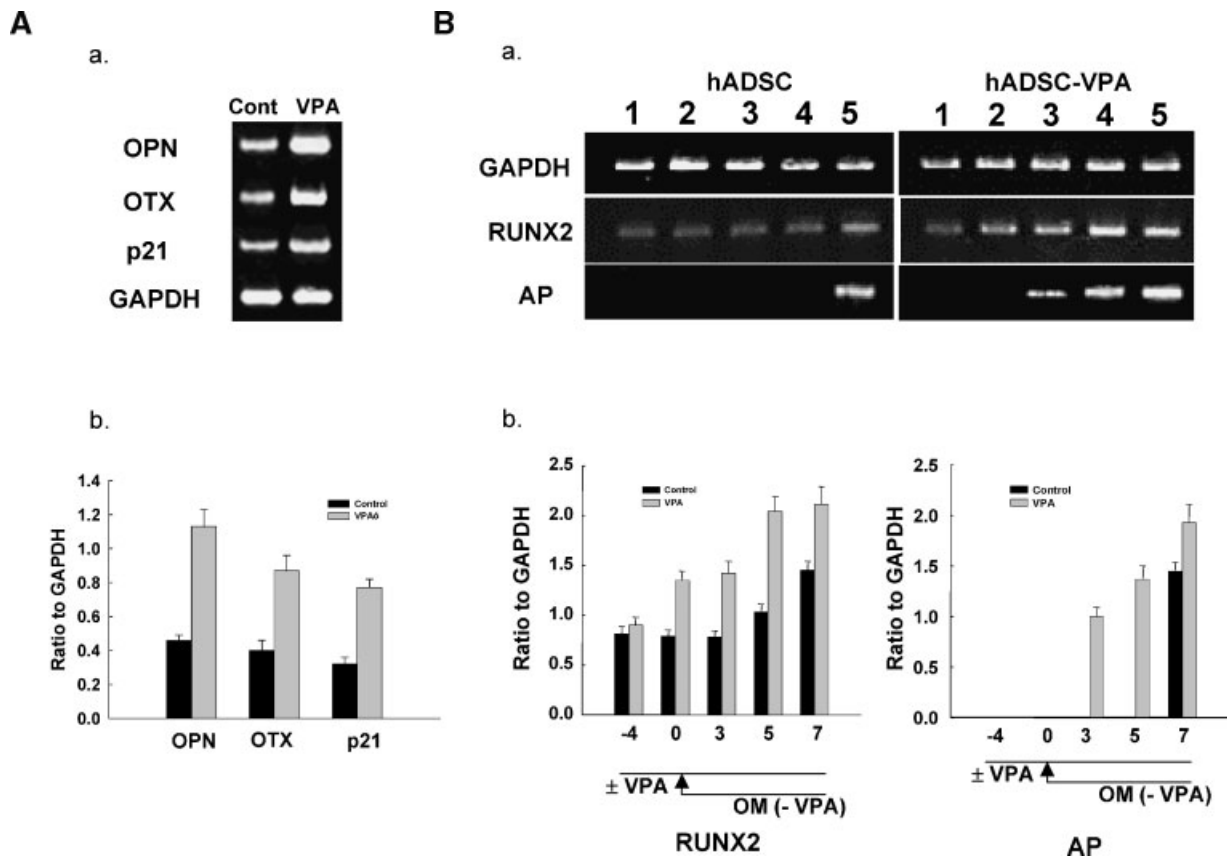 A
a.
Cont VPA
OPN
OTX
p21
GAPDH
b.
1.4
1.2
1.0
0.8
0.6
0.4
0.2
0.0
Ratio to GAPDH
Control
VPA6
OPN OTX p21
B
a.
hADSC hADSC-VPA
1 2 3 4 5 1 2 3 4 5
GAPDH
RUNX2
AP
b.
2.5
2.0
1.5
1.0
0.5
0.0
Ratio to GAPDH
Control
VPA
-4 0 3 5 7
± VPA
OM (- VPA)
RUNX2
2.5
2.0
1.5
1.0
0.5
0.0
Ratio to GAPDH
Control
VPA
-4 0 3 5 7
± VPA
OM (- VPA)
AP